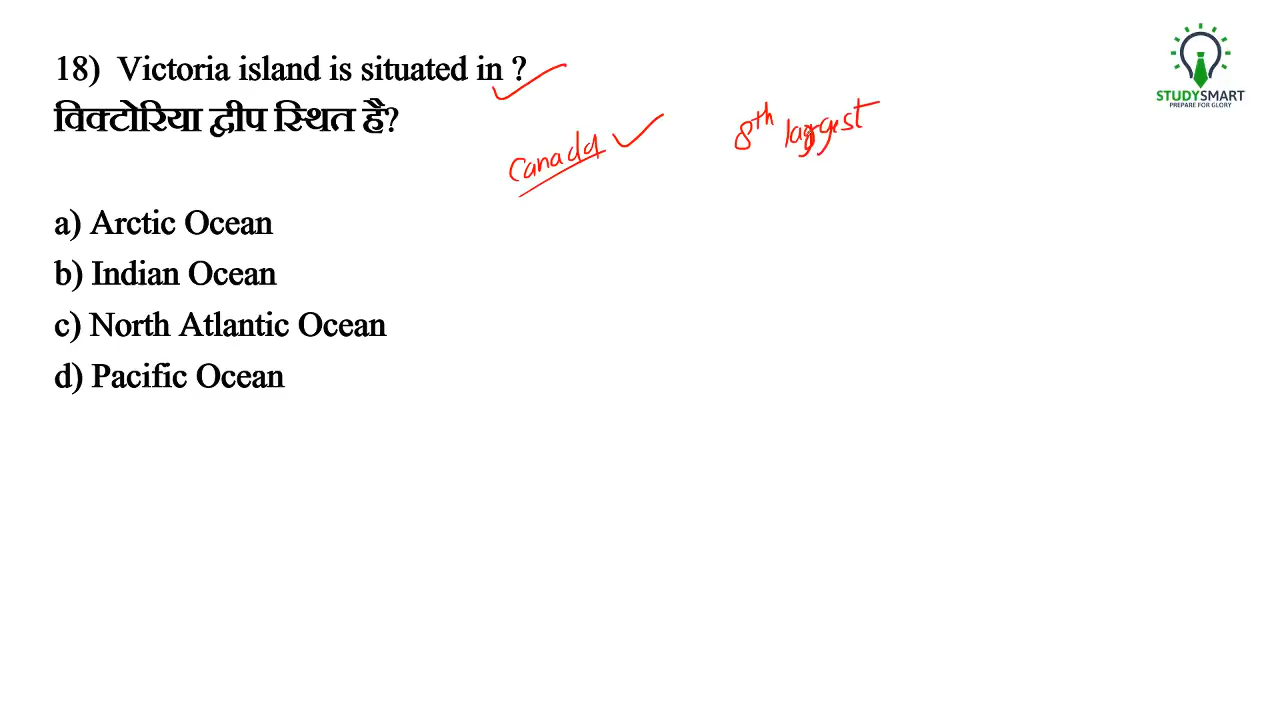 18) Victoria island is situated in ?
विक्टोरिया द्वीप स्थित है?
Canada
8th largest
a) Arctic Ocean
b) Indian Ocean
c) North Atlantic Ocean
d) Pacific Ocean
STUDYSMART
PREPARE FOR GLORY